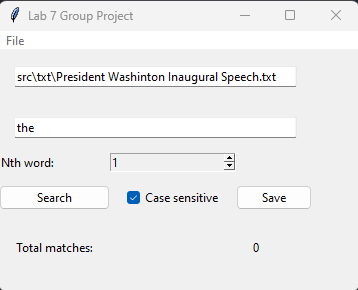 Lab 7 Group Project
File
src\txt\President Washinton Inaugural Speech.txt
the
Nth word: 1
Search Case sensitive Save
Total matches: 0